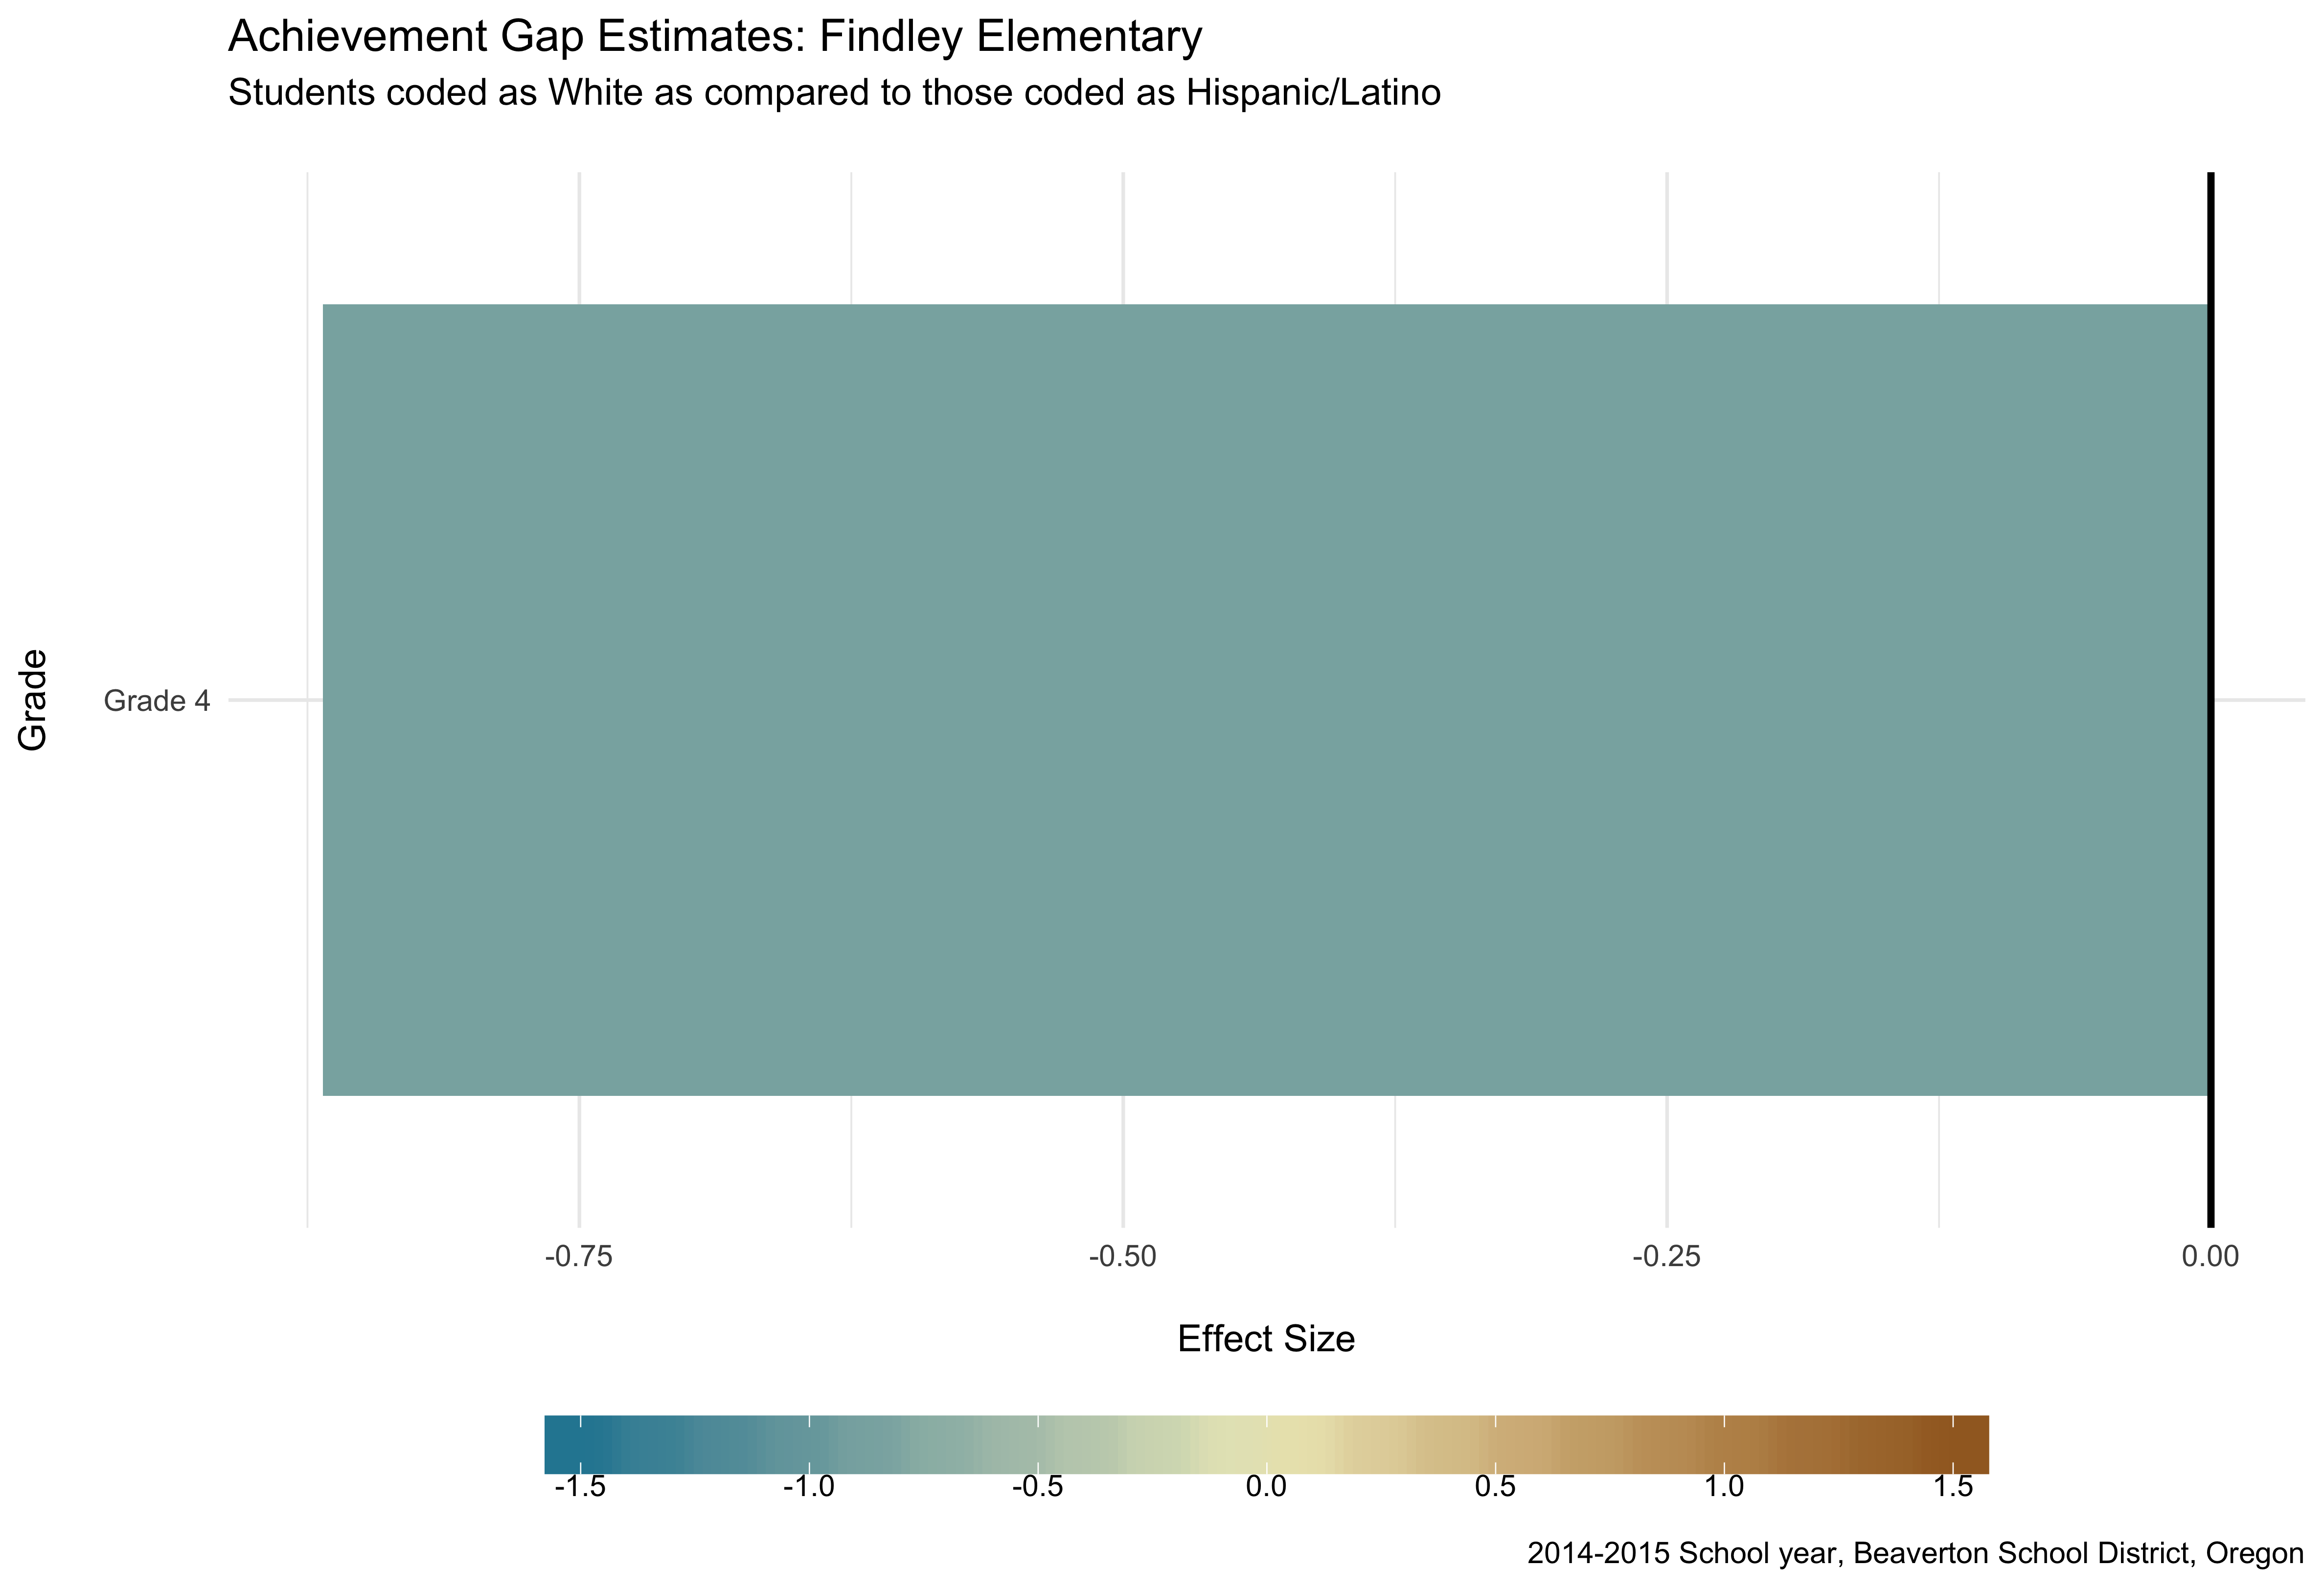 Achievement Gap Estimates: Findley Elementary
Students coded as White as compared to those coded as Hispanic/Latino
Grade
Grade 4
-0.75 -0.50 -0.25 0.00
Effect Size
-1.5 -1.0 -0.5 0.0 0.5 1.0 1.5
2014-2015 School year, Beaverton School District, Oregon